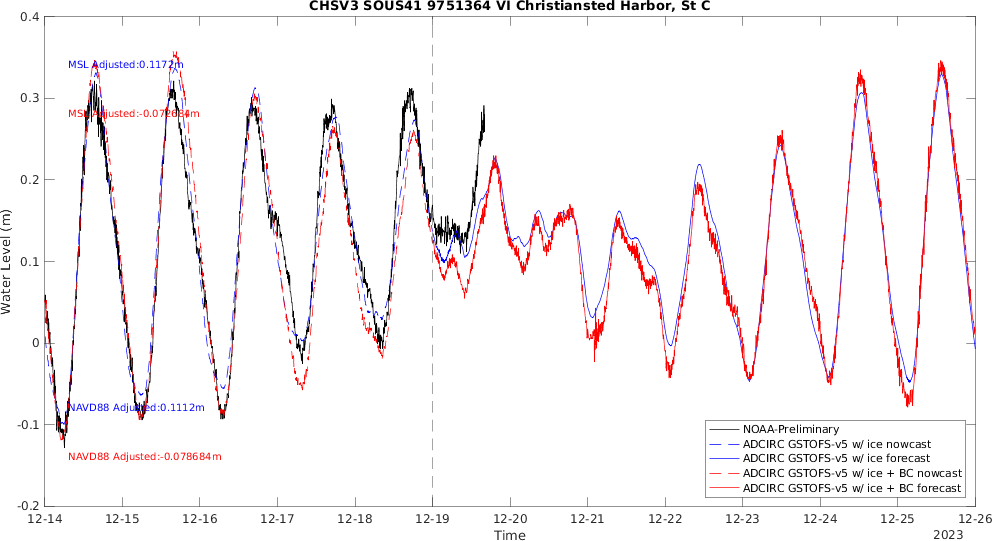 CHSV3 SOUS41 9751364 VI Christiansted Harbor, St C
0.4
0.3
0.2
0.1
0
-0.1
-0.2
Water Level (m)
MSL Adjusted:0.1172m
MSL Adjusted:-0.072684m
NAVD88 Adjusted:0.1112m
NAVD88 Adjusted:-0.078684m
NOAA-Preliminary
ADCIRC GSTOFS-v5 w/ ice nowcast
ADCIRC GSTOFS-v5 w/ ice forecast
ADCIRC GSTOFS-v5 w/ ice + BC nowcast
ADCIRC GSTOFS-v5 w/ ice + BC forecast
12-14 12-15 12-16 12-17 12-18 12-19 12-20 12-21 12-22 12-23 12-24 12-25 12-26
Time
2023